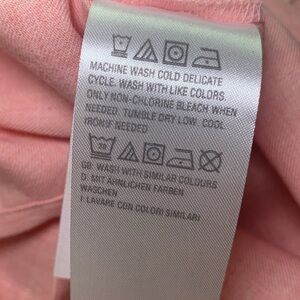 MACHINE WASH COLD DELICATE
CYCLE. WASH WITH LIKE COLORS.
ONLY NON-CHLORINE BLEACH WHEN
NEEDED. TUMBLE DRY LOW. COOL
IRON IF NEEDED
30
GB. WASH WITH SIMILAR COLOURS
D. MIT ÄHNLICHEN FARBEN
WASCHEN
I. LAVARE CON COLORI SIMILARI